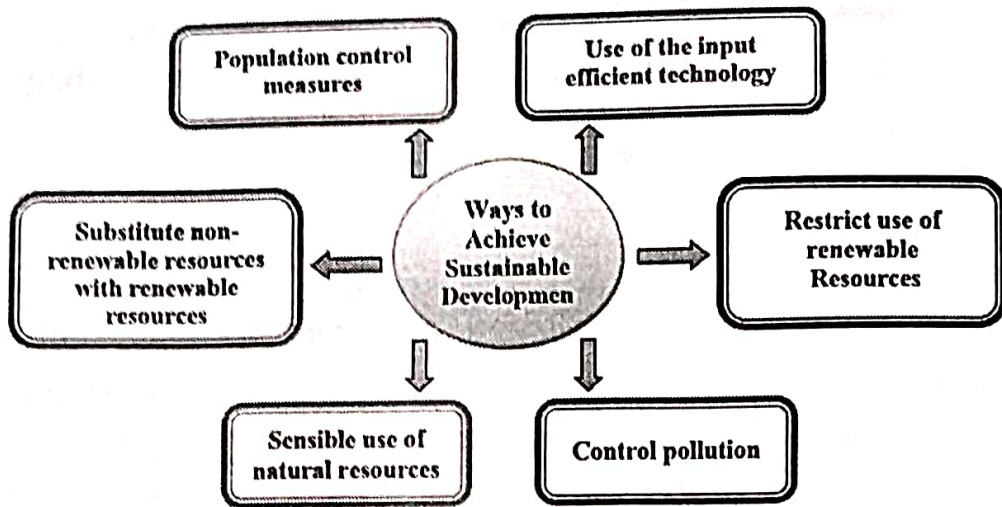 Population control
measures
Use of the input
efficient technology
Ways to
Achieve
Sustainable
Developmen
Substitute non-
renewable resources
with renewable
resources
Restrict use of
renewable
Resources
Sensible use of
natural resources
Control pollution